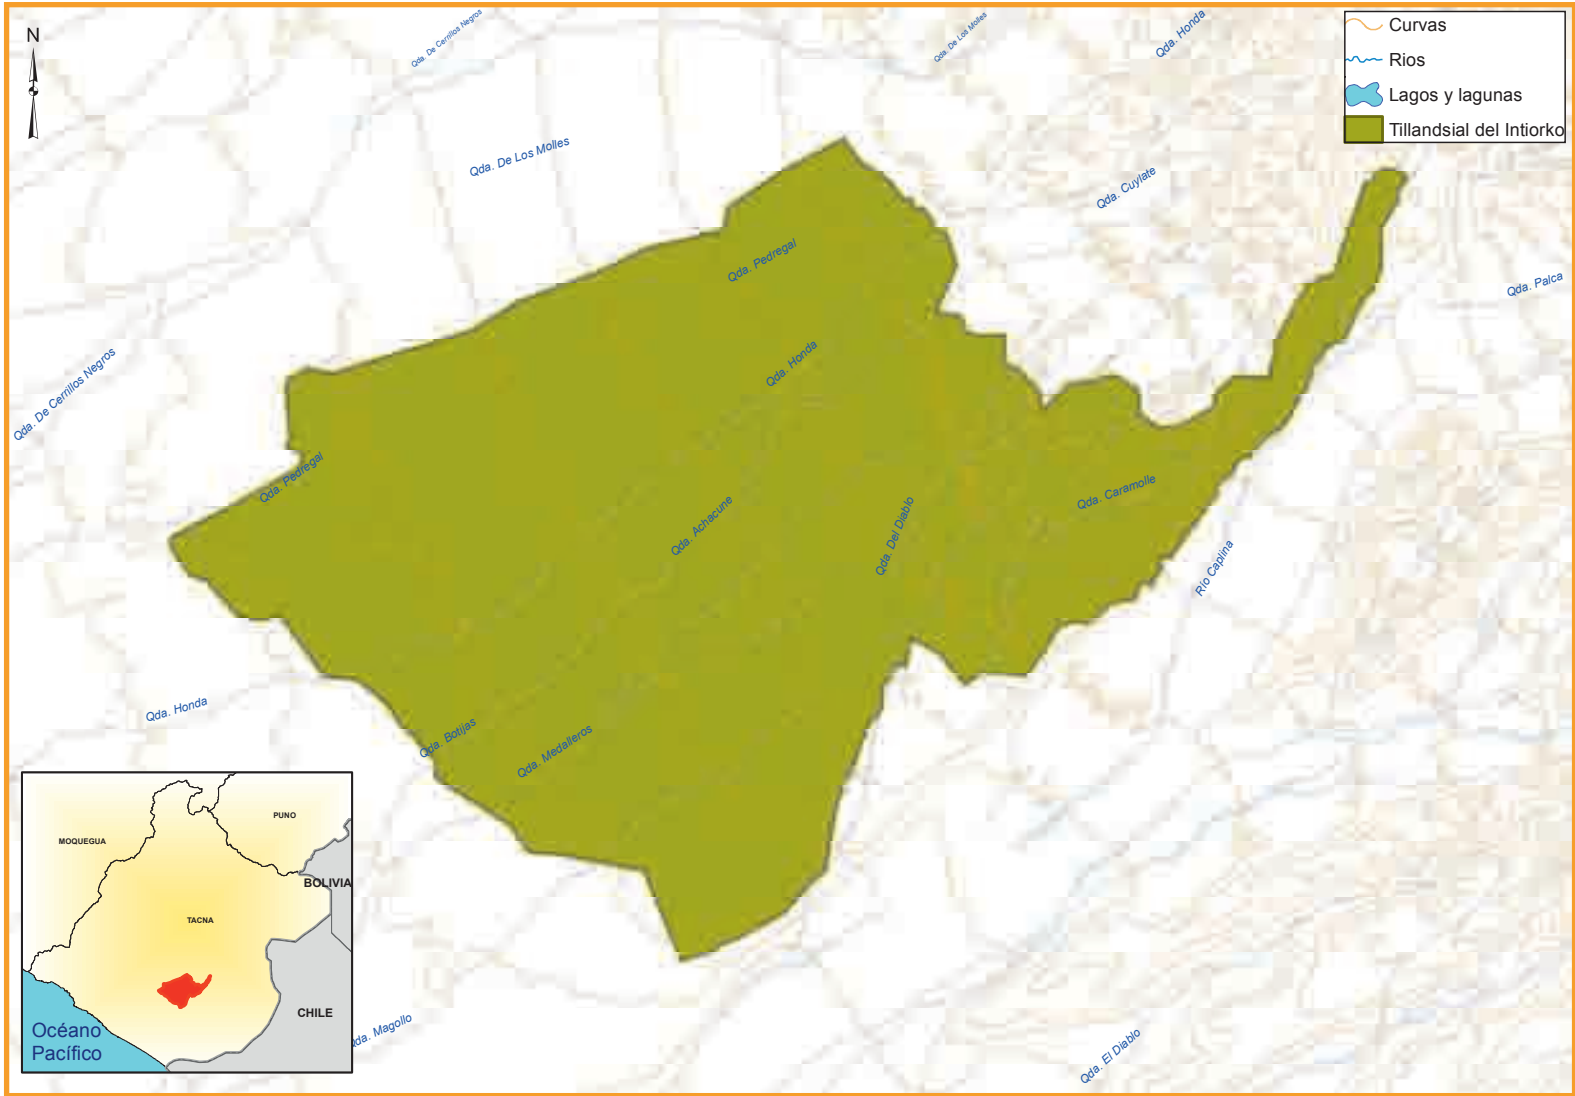 N
Qda. De Cerrillos Negros
Qda. De Los Molles
Qda. Honda
Curvas
Rios
Lagos y lagunas
Tillandsial del Intiorko
Qda. De Los Molles
Qda. Cuylate
Qda. Pedregal
Qda. Palca
Qda. Honda
Qda. De Cerrillos Negros
Qda. Pedregal
Qda. Caramolle
Qda. Achacune
Qda. Del Diablo
Río Caplina
Qda. Honda
Qda. Botijas
Qda. Medalleros
PUNO
MOQUEGUA
BOLIVIA
TACNA
CHILE
Océano
Pacífico
Qda. Magollo
Qda. El Diablo